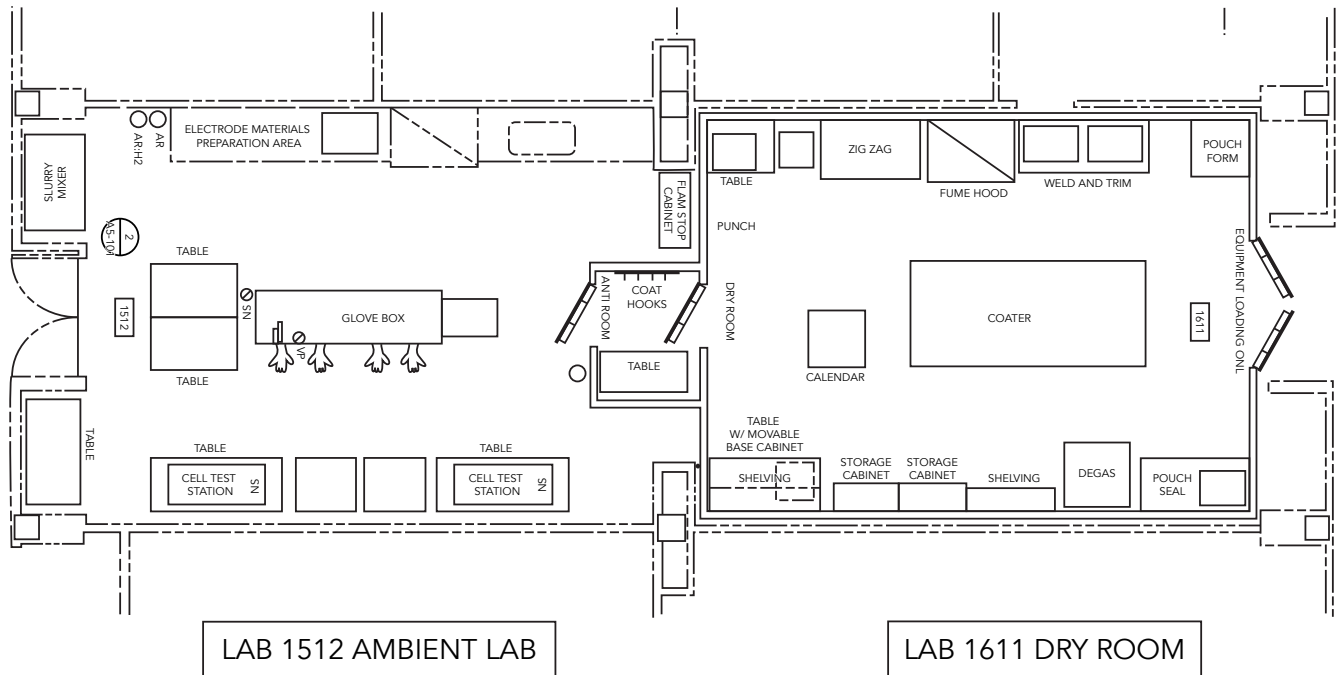 AR:H2
AR
ELECTRODE MATERIALS
PREPARATION AREA
SLURRY
MIXER
2
A5-101
TABLE
1512
TABLE
SN
GLOVE BOX
VP
TABLE
TABLE
CELL TEST
STATION
SN
TABLE
CELL TEST
STATION
SN
FLAM STOP
CABINET
ANTI ROOM
COAT
HOOKS
TABLE
DRY ROOM
TABLE
PUNCH
ZIG ZAG
FUME HOOD
WELD AND TRIM
POUCH
FORM
EQUIPMENT LOADING ONL
1611
COATER
CALENDAR
TABLE
W/ MOVABLE
BASE CABINET
SHELVING
STORAGE
CABINET
STORAGE
CABINET
SHELVING
DEGAS
POUCH
SEAL
LAB 1512 AMBIENT LAB
LAB 1611 DRY ROOM